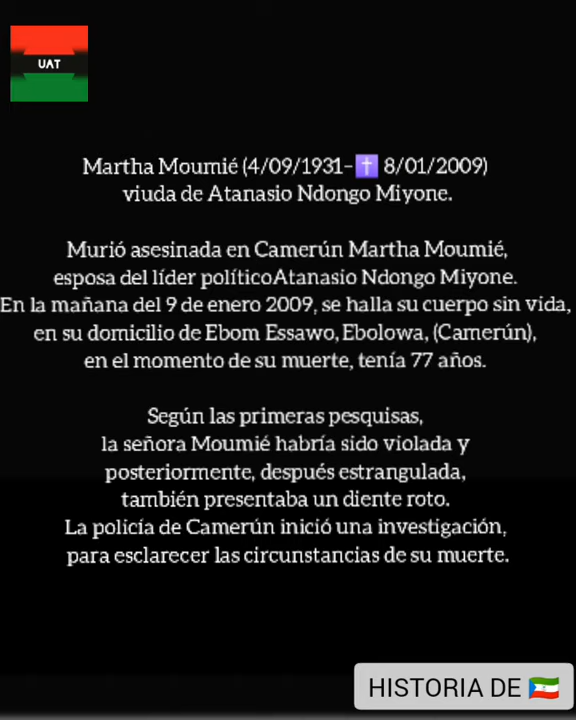 UAT
Martha Moumié (4/09/1931-✝️ 8/01/2009)
viuda de Atanasio Ndongo Miyone.
Murió asesinada en Camerún Martha Moumié,
esposa del líder políticoAtanasio Ndongo Miyone.
En la mañana del 9 de enero 2009, se halla su cuerpo sin vida,
en su domicilio de Ebom Essawo, Ebolowa, (Camerún),
en el momento de su muerte, tenía 77 años.
Según las primeras pesquisas,
la señora Moumié habría sido violada y
posteriormente, después estrangulada,
también presentaba un diente roto.
La policía de Camerún inició una investigación,
para esclarecer las circunstancias de su muerte.
HISTORIA DE 🇬🇶